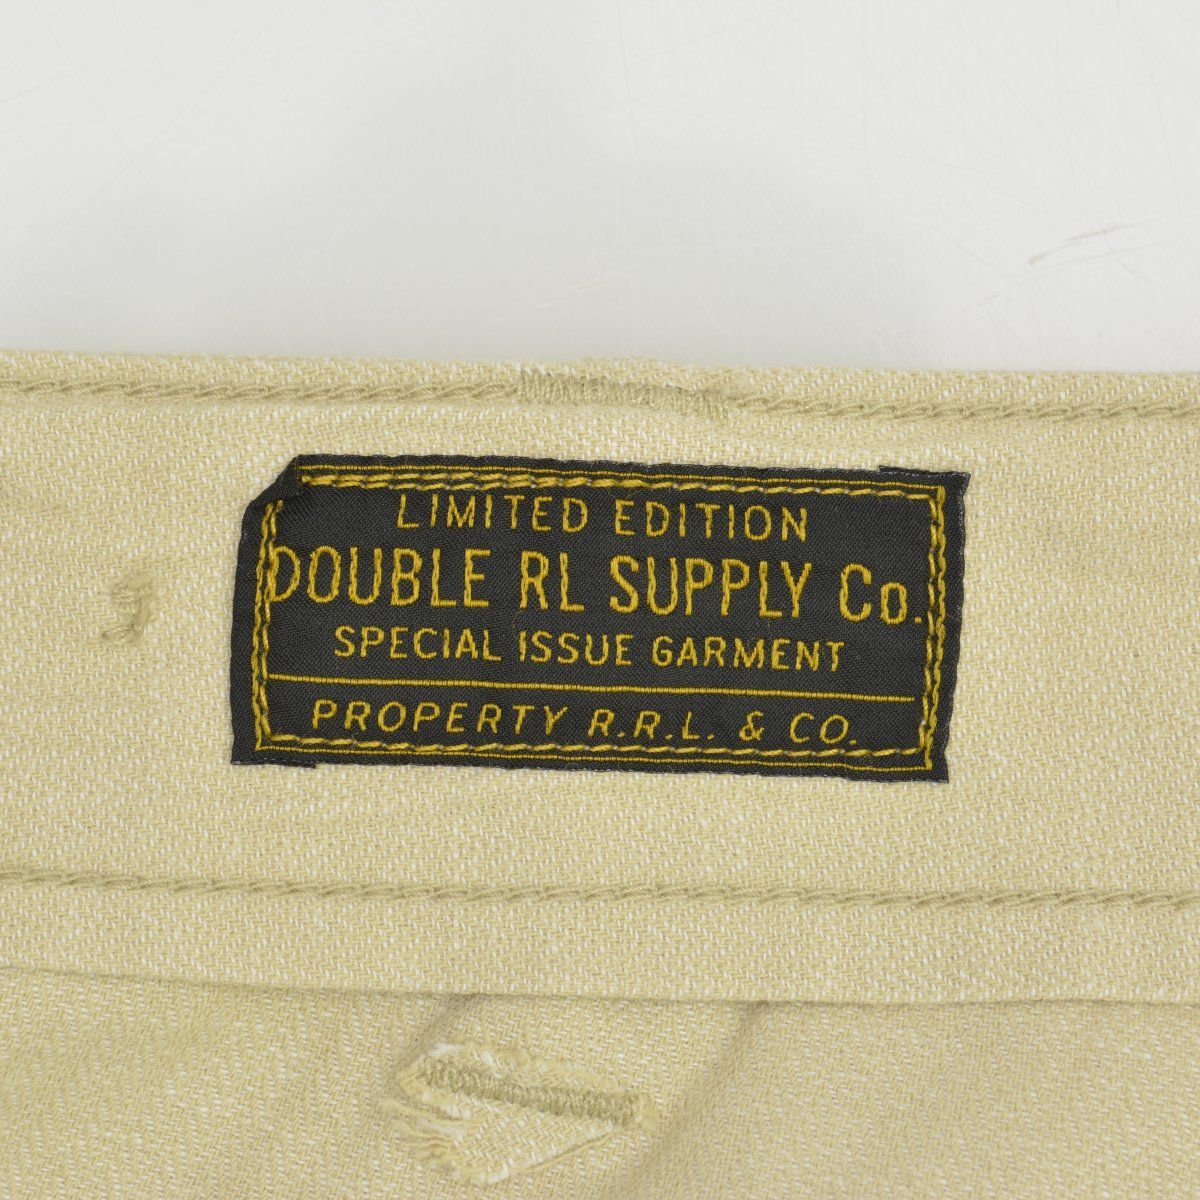 LIMITED EDITION
DOUBLE RL SUPPLY Co.
SPECIAL ISSUE GARMENT
PROPERTY R.R.L. & CO.